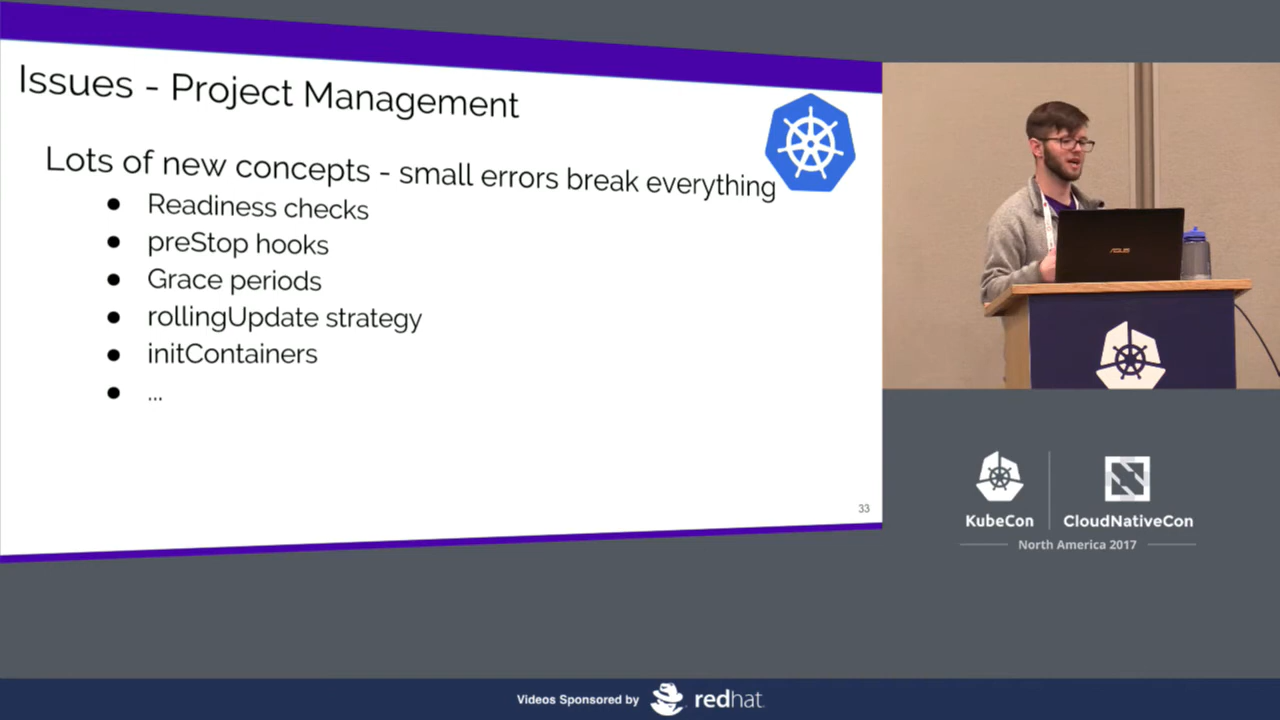 Issues - Project Management
Lots of new concepts - small errors break everything
● Readiness checks
● preStop hooks
● Grace periods
● rollingUpdate strategy
● initContainers
● ...
33
ASUS
KubeCon
CloudNativeCon
North America 2017
Videos Sponsored by
redhat